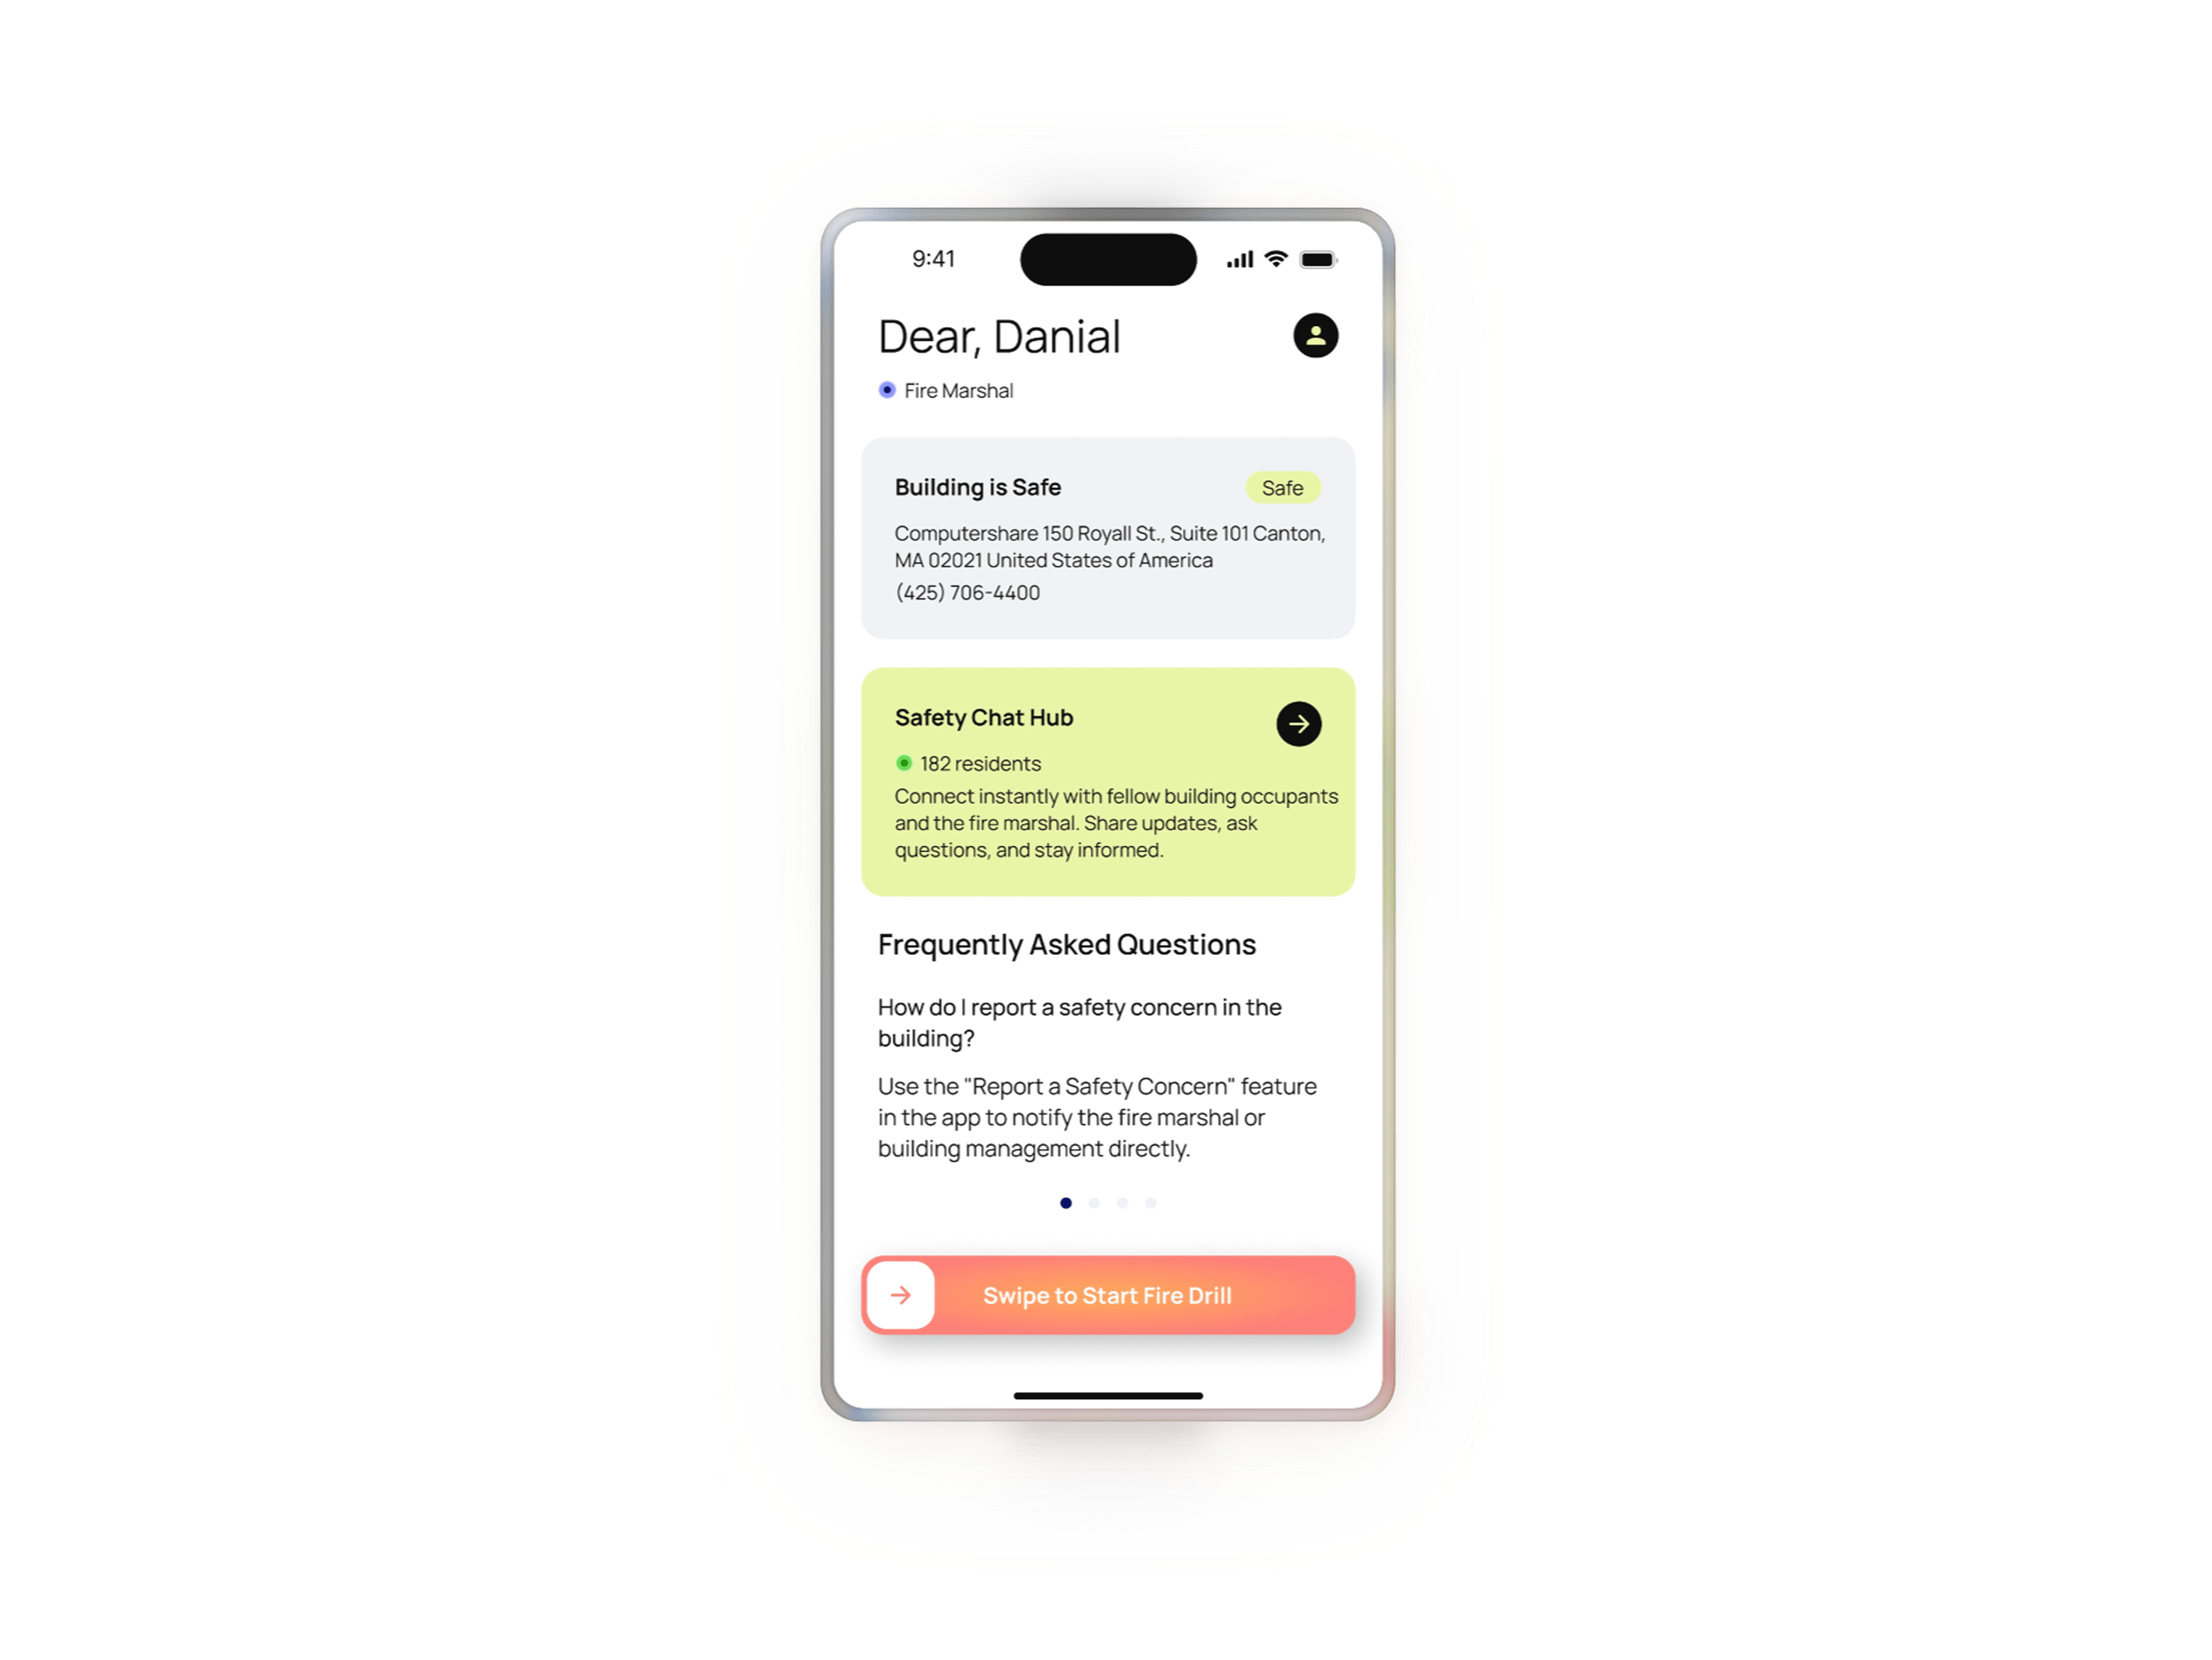 9:41
Dear, Danial
Fire Marshal
Building is Safe
Safe
Computershare 150 Royall St., Suite 101 Canton,
MA 02021 United States of America
(425) 706-4400
Safety Chat Hub
182 residents
Connect instantly with fellow building occupants
and the fire marshal. Share updates, ask
questions, and stay informed.
Frequently Asked Questions
How do I report a safety concern in the
building?
Use the "Report a Safety Concern" feature
in the app to notify the fire marshal or
building management directly.
Swipe to Start Fire Drill